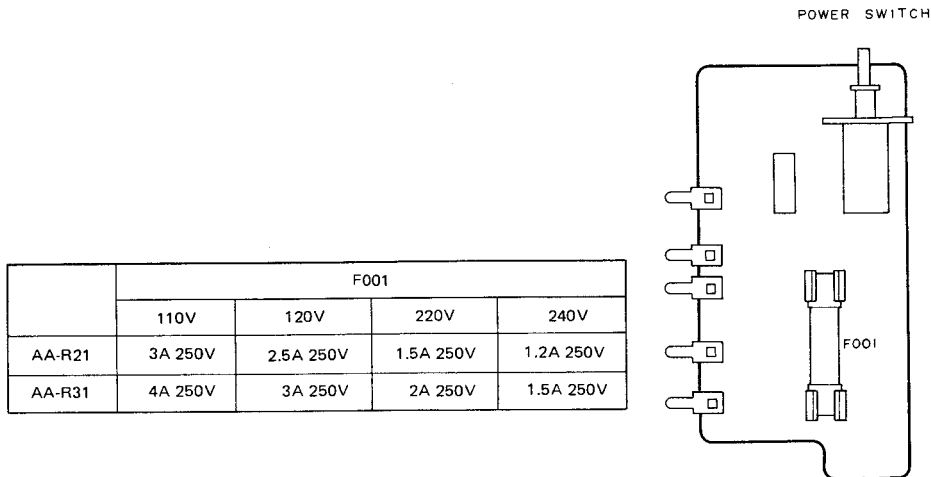 POWER SWITCH
F001
110V 120V 220V 240V
AA-R21 3A 250V 2.5A 250V 1.5A 250V 1.2A 250V
AA-R31 4A 250V 3A 250V 2A 250V 1.5A 250V
F001